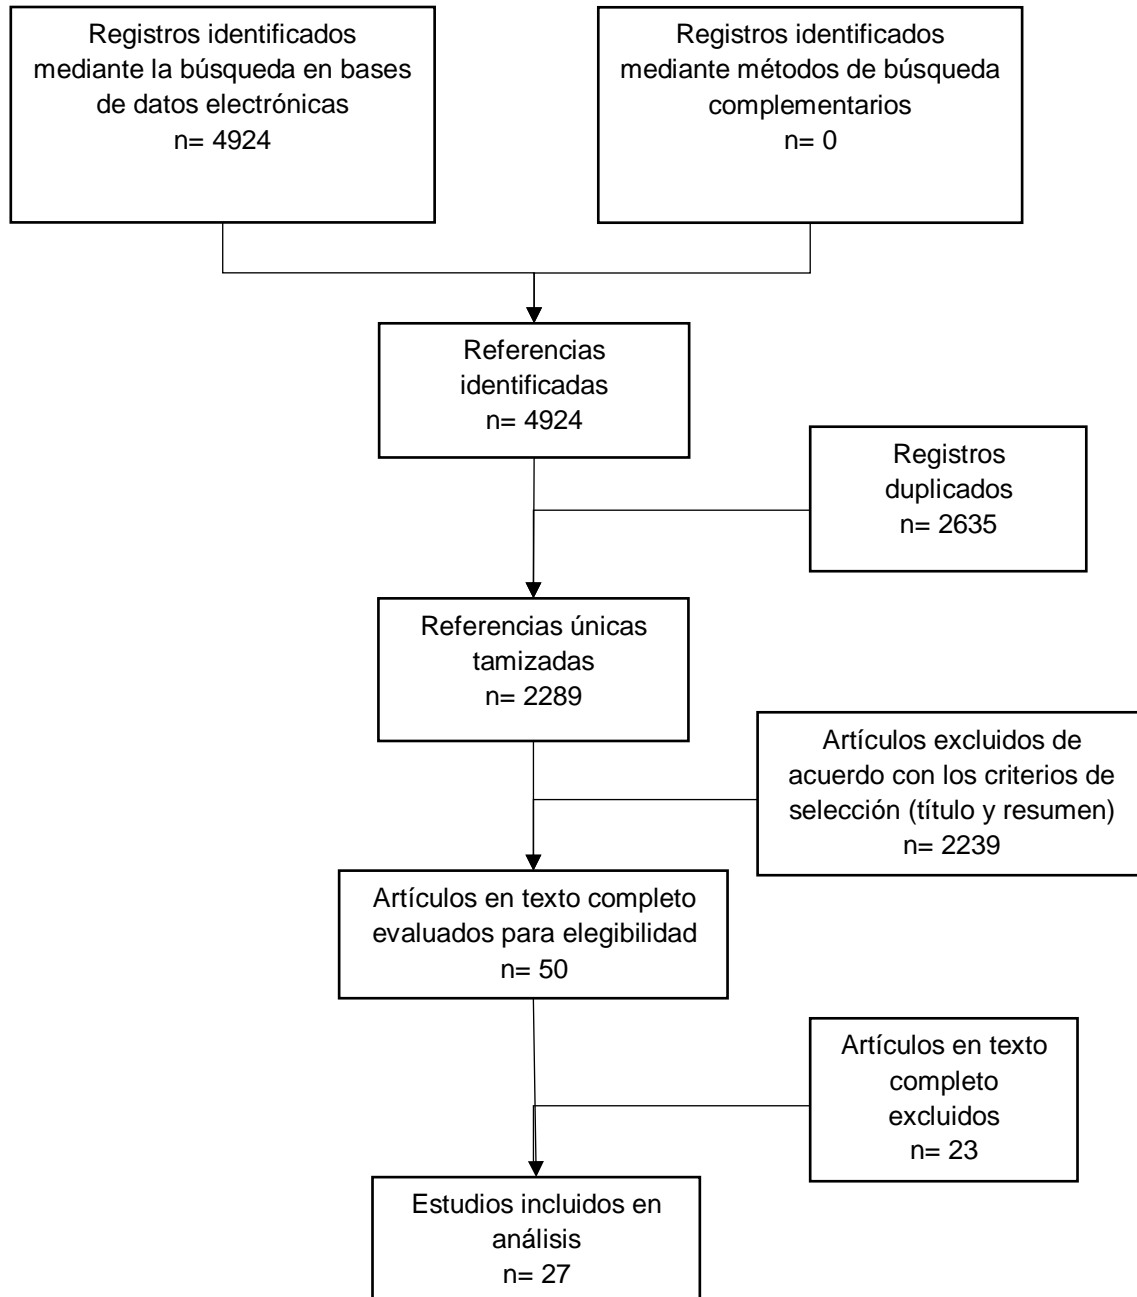 Registros identificados
mediante la búsqueda en bases
de datos electrónicas
n= 4924
Registros identificados
mediante métodos de búsqueda
complementarios
n= 0
Referencias
identificadas
n= 4924
Registros
duplicados
n= 2635
Referencias únicas
tamizadas
n= 2289
Artículos excluidos de
acuerdo con los criterios de
selección (título y resumen)
n= 2239
Artículos en texto completo
evaluados para elegibilidad
n= 50
Artículos en texto
completo
excluidos
n= 23
Estudios incluidos en
análisis
n= 27